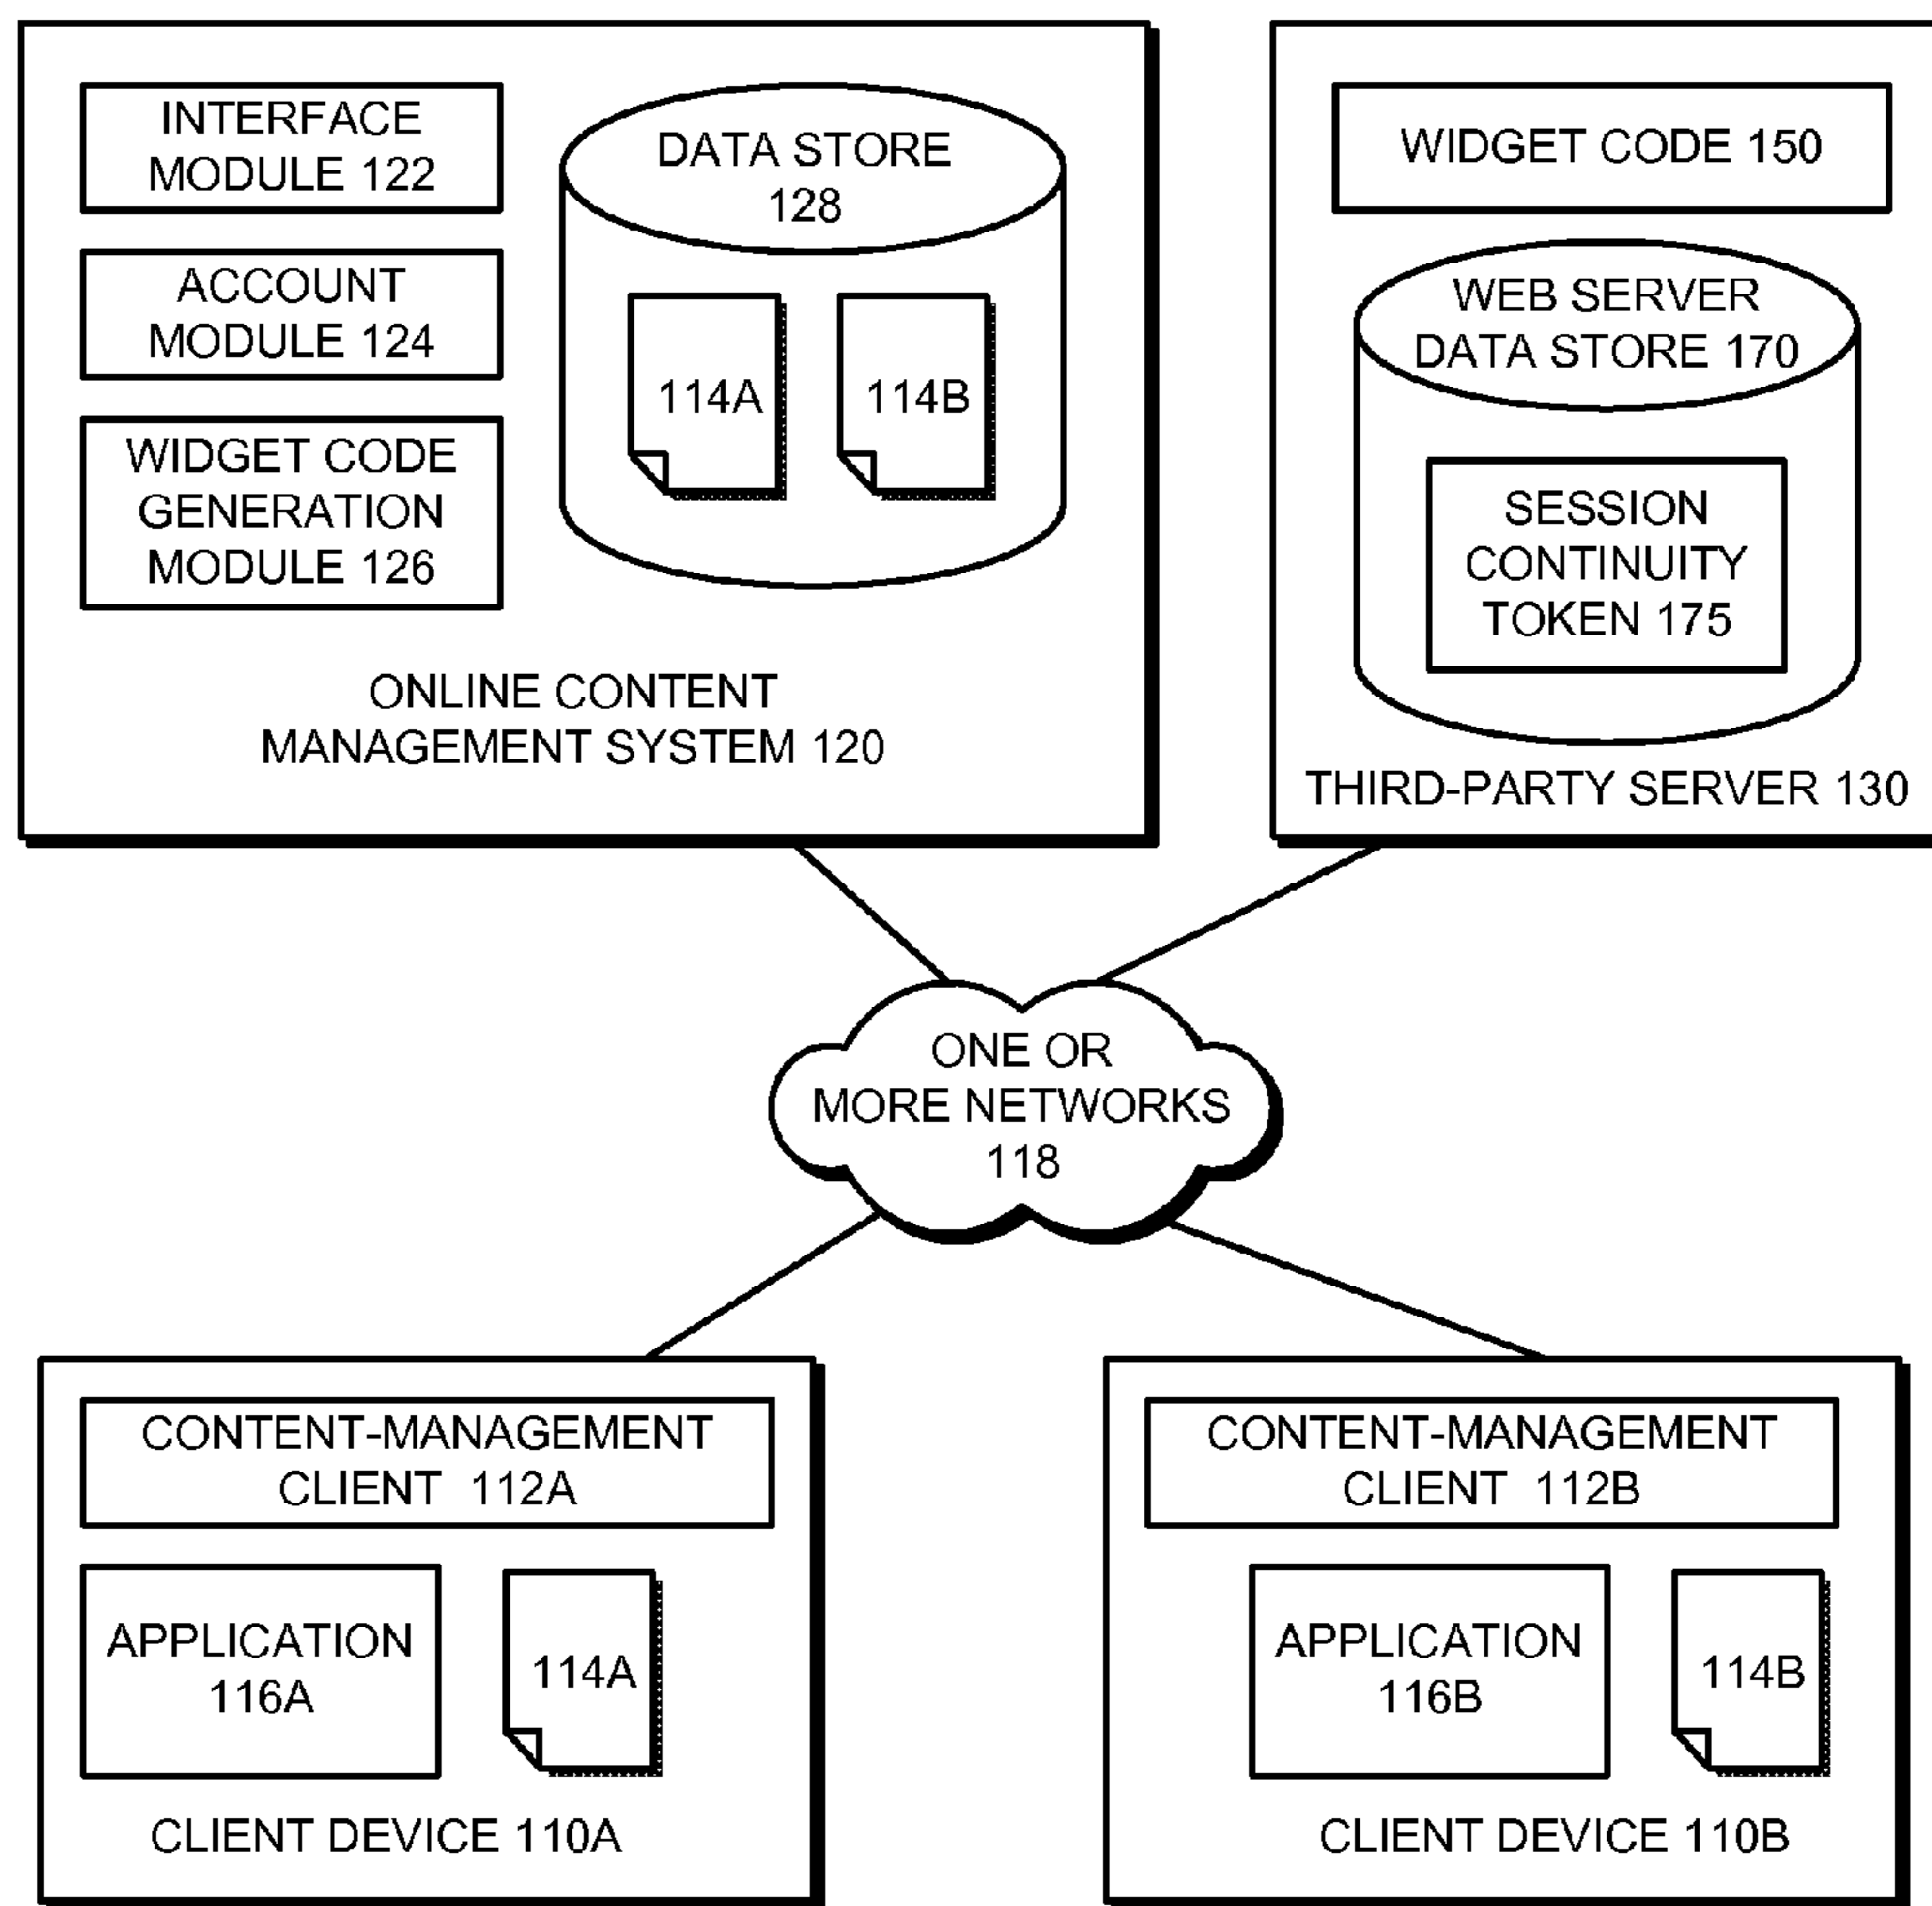 INTERFACE
MODULE 122
ACCOUNT
MODULE 124
WIDGET CODE
GENERATION
MODULE 126
DATA STORE
128
114A
114B
ONLINE CONTENT
MANAGEMENT SYSTEM 120
WIDGET CODE 150
WEB SERVER
DATA STORE 170
SESSION
CONTINUITY
TOKEN 175
THIRD-PARTY SERVER 130
ONE OR
MORE NETWORKS
118
CONTENT-MANAGEMENT
CLIENT 112A
APPLICATION
116A
114A
CLIENT DEVICE 110A
CONTENT-MANAGEMENT
CLIENT 112B
APPLICATION
116B
114B
CLIENT DEVICE 110B